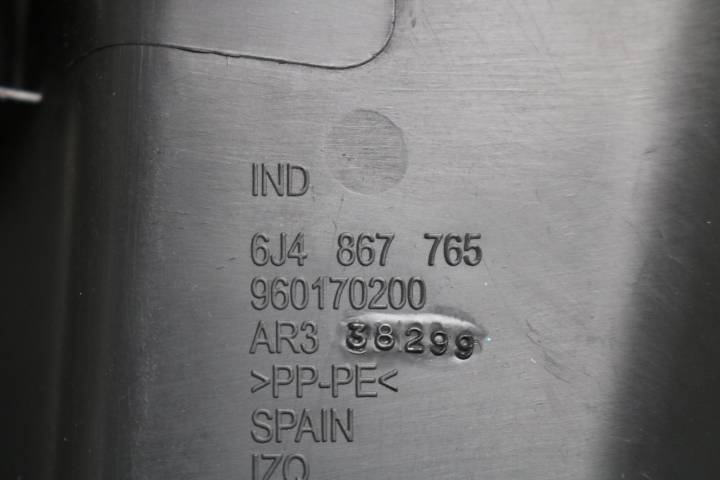 IND
6J4 867 765
960170200
AR3 38299
>PP-PE<
SPAIN
IZQ